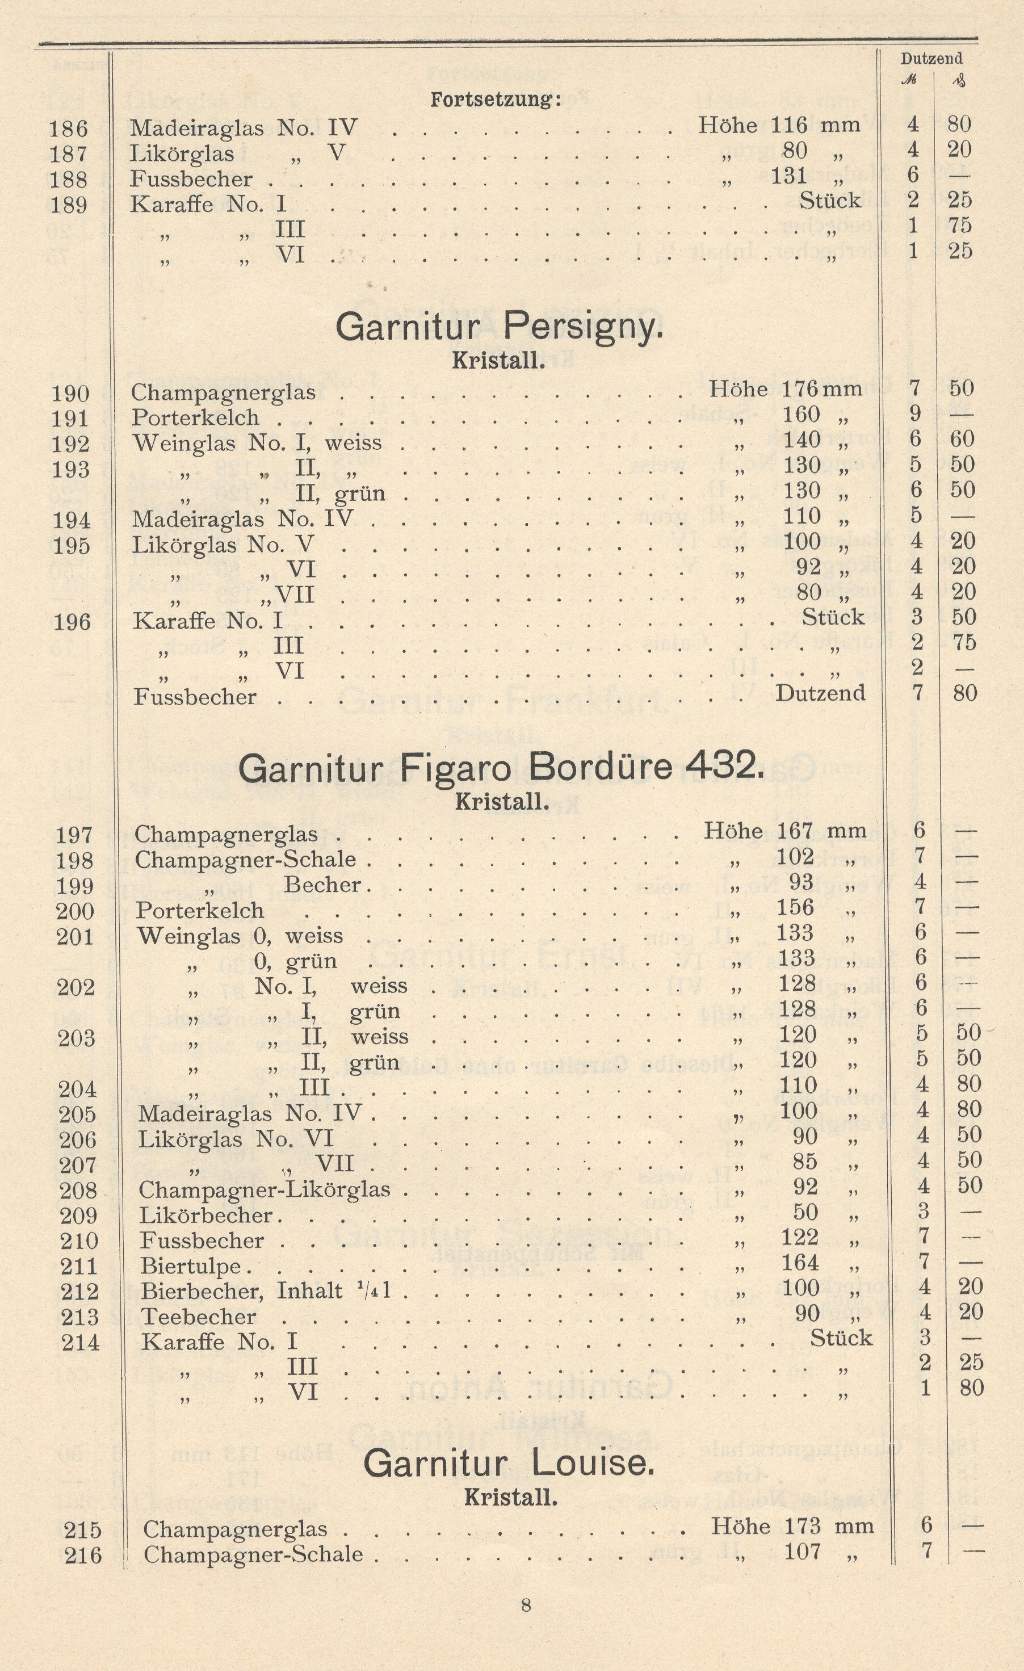 Dutzend
ℳ ₰
Fortsetzung:
186 Madeiraglas No. IV . . . . . . . . . . Höhe 116 mm 4 80
187 Likörglas „ V . . . . . . . . . . „ 80 „ 4 20
188 Fussbecher . . . . . . . . . . . . . . „ 131 „ 6 —
189 Karaffe No. I . . . . . . . . . . . . . . . Stück 2 25
„ „ III . . . . . . . . . . . . . . . . „ 1 75
„ „ VI . . . . . . . . . . . . . . . . „ 1 25
Garnitur Persigny.
Kristall.
190 Champagnerglas . . . . . . . . . . . . Höhe 176 mm 7 50
191 Porterkelch . . . . . . . . . . . . . . „ 160 „ 9 —
192 Weinglas No. I, weiss . . . . . . . . . . „ 140 „ 6 60
193 „ „ II, „ . . . . . . . . . . „ 130 „ 5 50
„ „ II, grün . . . . . . . . . . „ 130 „ 6 50
194 Madeiraglas No. IV . . . . . . . . . . . „ 110 „ 5 —
195 Likörglas No. V . . . . . . . . . . . . „ 100 „ 4 20
„ „ VI . . . . . . . . . . . . „ 92 „ 4 20
„ „ VII . . . . . . . . . . . . „ 80 „ 4 20
196 Karaffe No. I . . . . . . . . . . . . . . . . Stück 3 50
„ „ III . . . . . . . . . . . . . . . . „ 2 75
„ „ VI . . . . . . . . . . . . . . . . „ 2 —
Fussbecher . . . . . . . . . . . . . . . . Dutzend 7 80
Garnitur Figaro Bordüre 432.
Kristall.
197 Champagnerglas . . . . . . . . . . . . Höhe 167 mm 6 —
198 Champagner-Schale . . . . . . . . . . . „ 102 „ 7 —
199 „ Becher . . . . . . . . . . . „ 93 „ 4 —
200 Porterkelch . . . . . . . . . . . . . „ 156 „ 7 —
201 Weinglas 0, weiss . . . . . . . . . . . „ 133 „ 6 —
„ 0, grün . . . . . . . . . . . „ 133 „ 6 —
202 „ No. I, weiss . . . . . . . . . „ 128 „ 6 —
„ „ I, grün . . . . . . . . . „ 128 „ 6 —
203 „ „ II, weiss . . . . . . . . . „ 120 „ 5 50
„ „ II, grün . . . . . . . . . „ 120 „ 5 50
204 „ „ III . . . . . . . . . . . . „ 110 „ 4 80
205 Madeiraglas No. IV . . . . . . . . . . . „ 100 „ 4 80
206 Likörglas No. VI . . . . . . . . . . . „ 90 „ 4 50
207 „ „ VII . . . . . . . . . . . „ 85 „ 4 50
208 Champagner-Likörglas . . . . . . . . . . „ 92 „ 4 50
209 Likörbecher . . . . . . . . . . . . . . „ 50 „ 3 —
210 Fussbecher . . . . . . . . . . . . . . „ 122 „ 7 —
211 Biertulpe . . . . . . . . . . . . . . . „ 164 „ 7 —
212 Bierbecher, Inhalt ¹/₄ l . . . . . . . . . . „ 100 „ 4 20
213 Teebecher . . . . . . . . . . . . . . „ 90 „ 4 20
214 Karaffe No. I . . . . . . . . . . . . . . . . Stück 3 —
„ „ III . . . . . . . . . . . . . . . „ 2 25
„ „ VI . . . . . . . . . . . . . . . „ 1 80
Garnitur Louise.
Kristall.
215 Champagnerglas . . . . . . . . . . . . Höhe 173 mm 6 —
216 Champagner-Schale . . . . . . . . . . . „ 107 „ 7 —
8